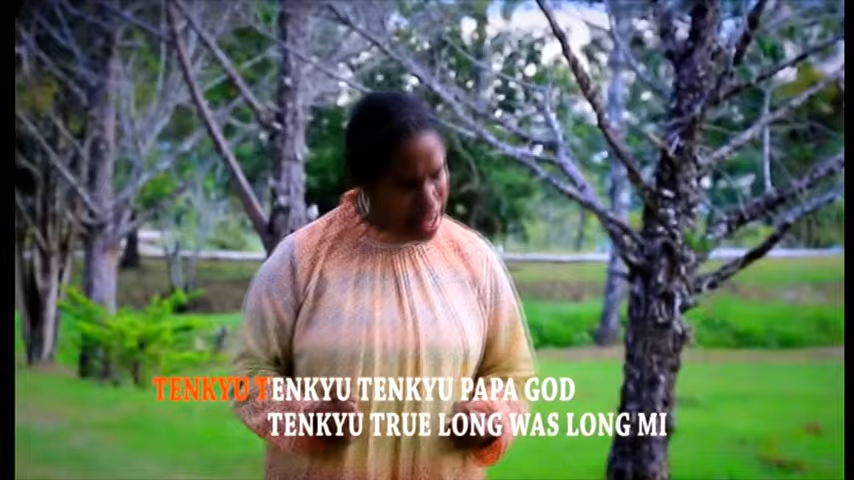 TENKYU TENKYU TENKYU PAPA GOD
TENKYU TRUE LONG WAS LONG MI